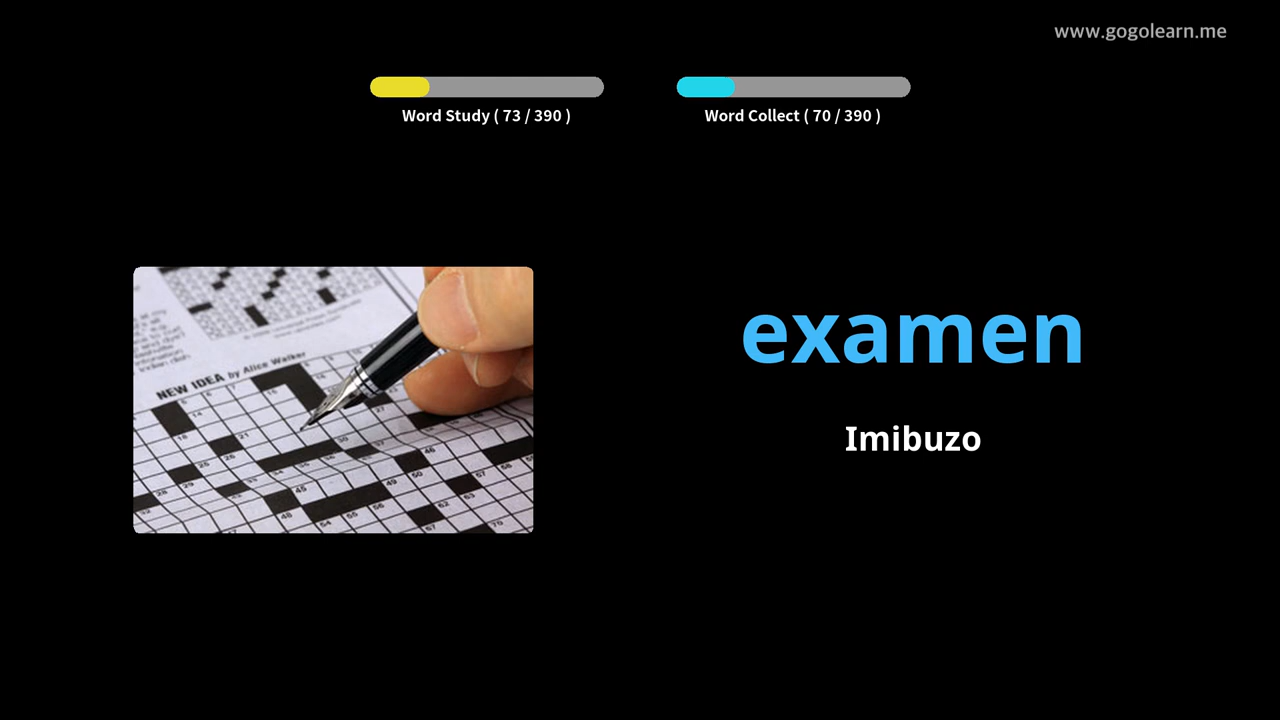 www.gogolearn.me
Word Study ( 73 / 390 )
Word Collect ( 70 / 390 )
NEW IDEA by Alice Walker
examen
Imibuzo